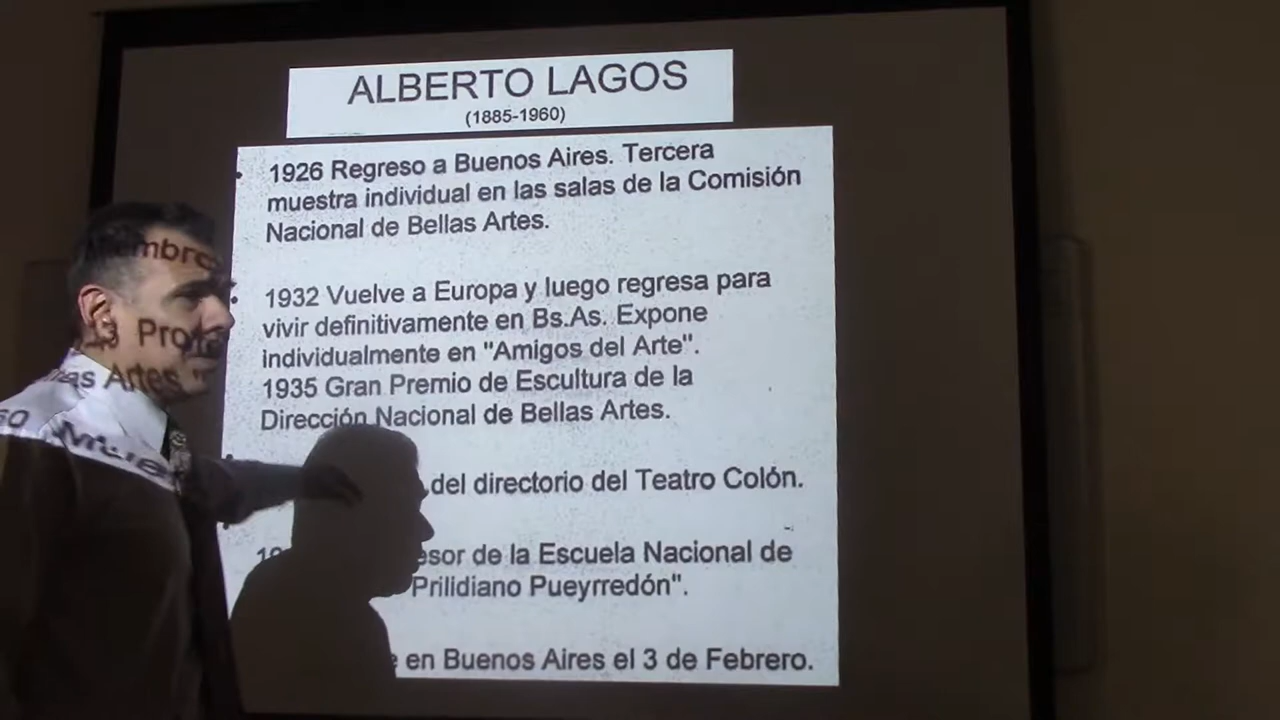 ALBERTO LAGOS
(1885-1960)
1926 Regreso a Buenos Aires. Tercera
muestra individual en las salas de la Comisión
Nacional de Bellas Artes.
1932 Vuelve a Europa y luego regresa para
vivir definitivamente en Bs.As. Expone
individualmente en "Amigos del Arte".
1935 Gran Premio de Escultura de la
Dirección Nacional de Bellas Artes.
del directorio del Teatro Colón.
esor de la Escuela Nacional de
Prilidiano Pueyrredón".
en Buenos Aires el 3 de Febrero.